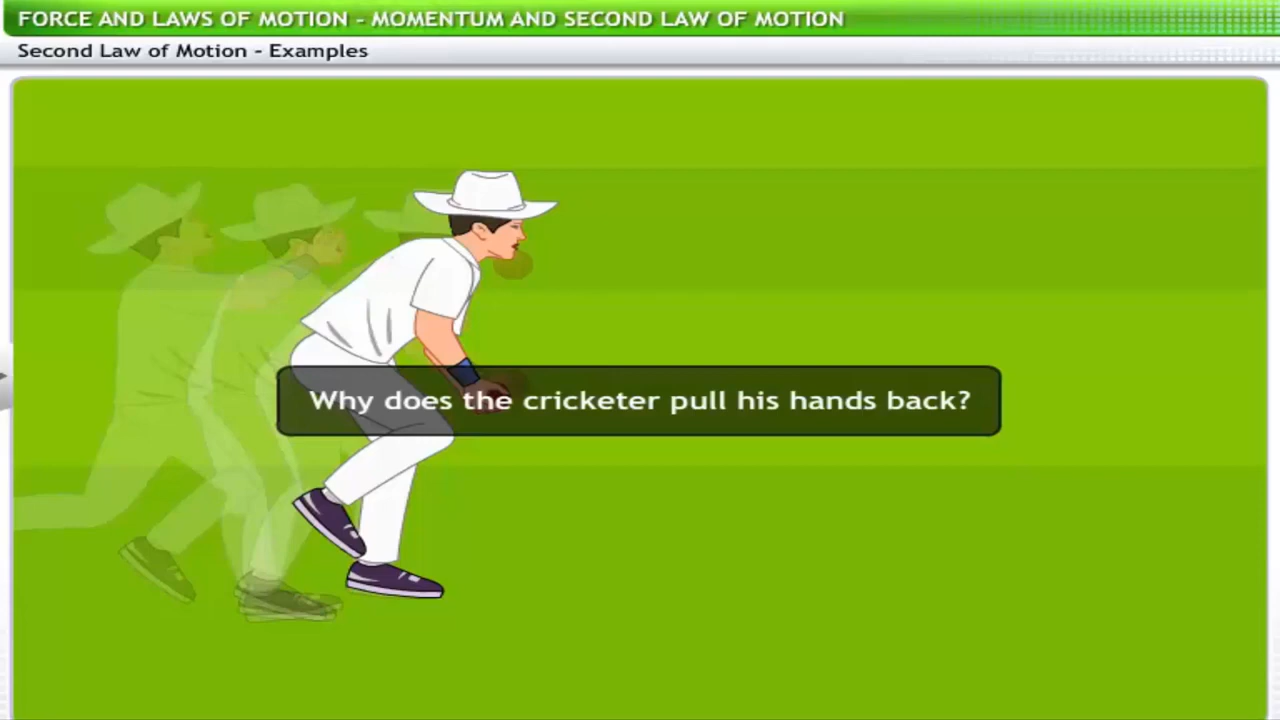 FORCE AND LAWS OF MOTION - MOMENTUM AND SECOND LAW OF MOTION
Second Law of Motion - Examples
Why does the cricketer pull his hands back?